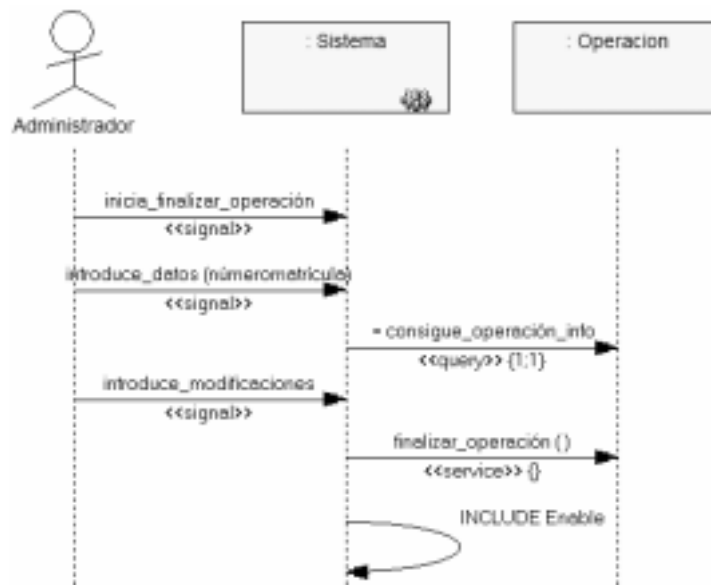 : Sistema
: Operacion
Administrador
inicia_finalizar_operación
<<signal>>
introduce_datos (númeromatrícula)
<<signal>>
= consigue_operación_info
<<query>> {1:1}
introduce_modificaciones
<<signal>>
finalizar_operación ()
<<service>> {}
INCLUDE Enable